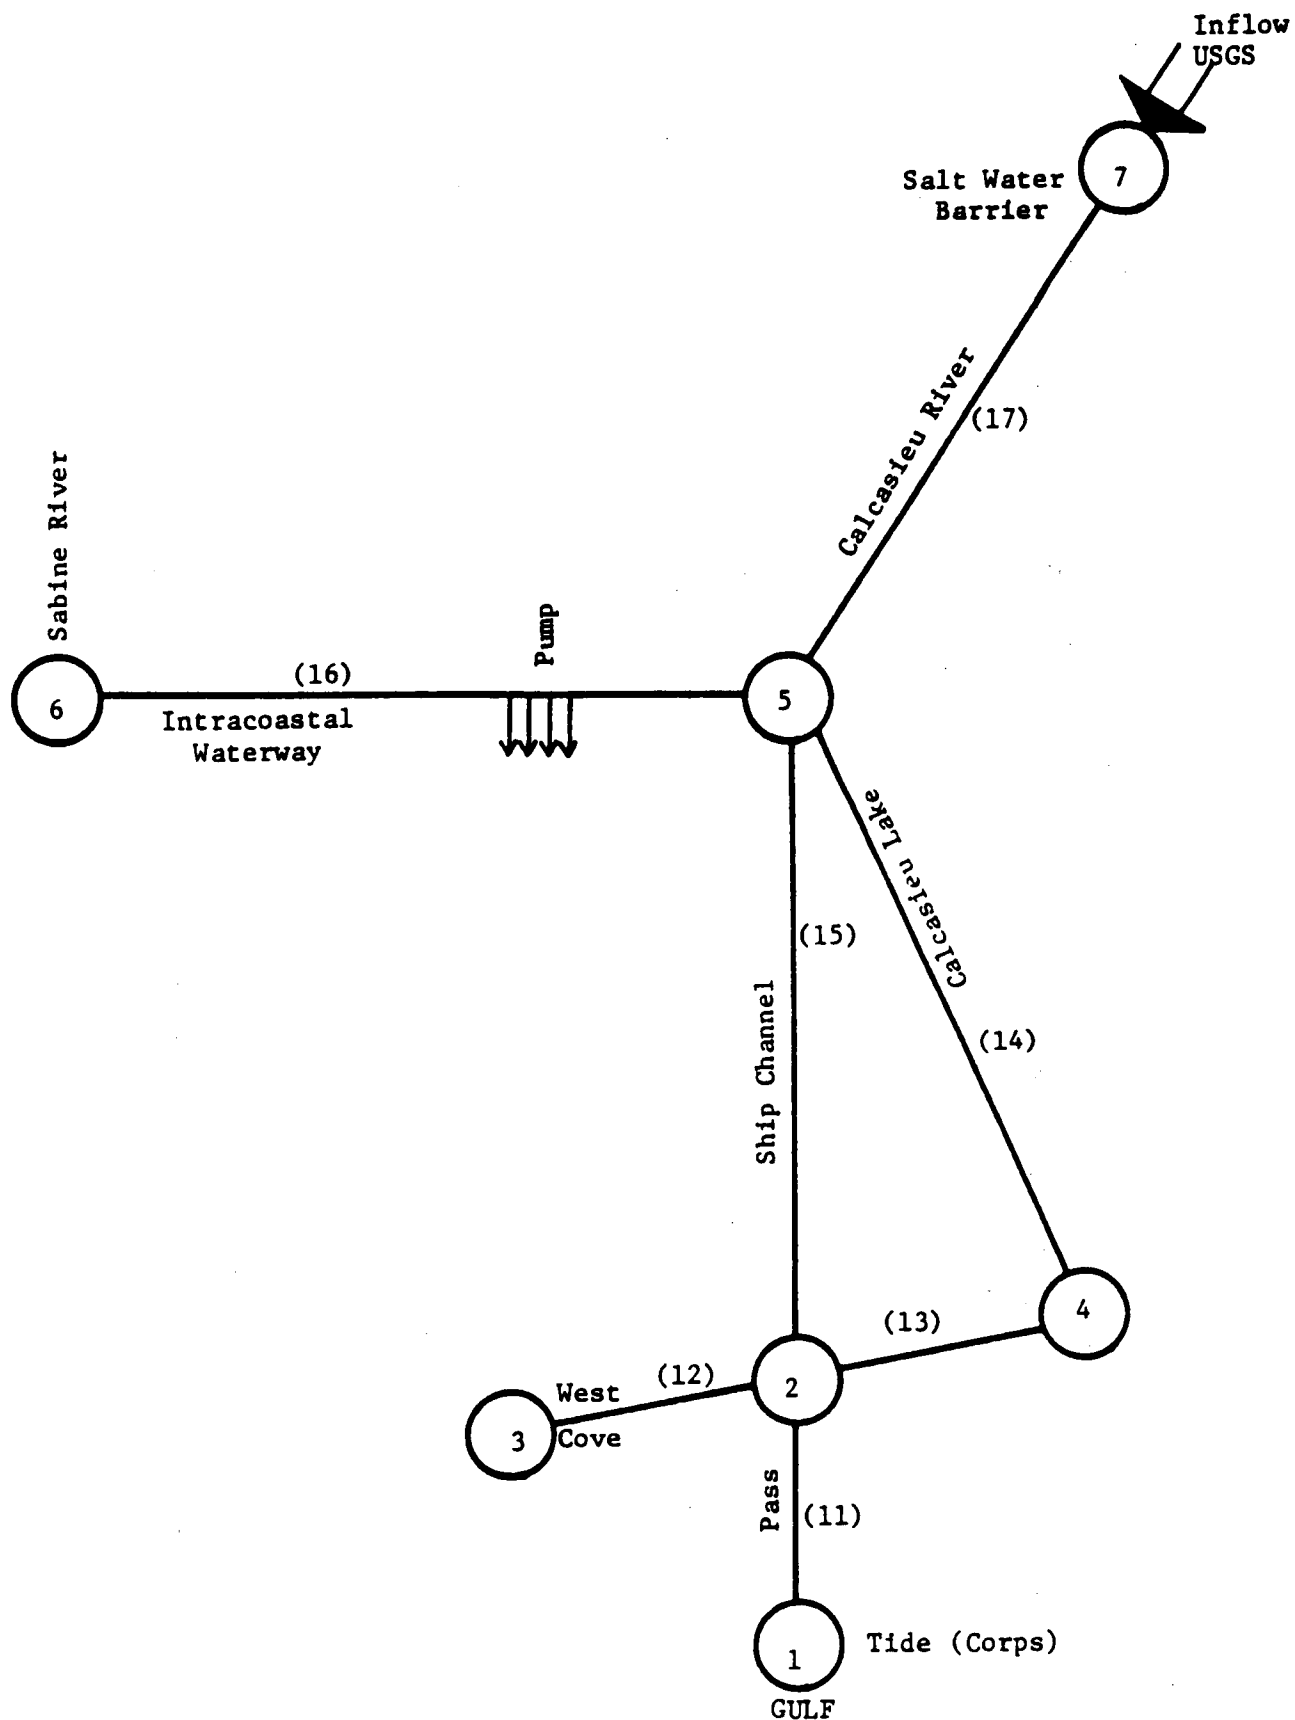 Inflow
USGS
7
Salt Water
Barrier
Calcasieu River
(17)
Sabine River
Pump
(16)
6
5
Intracoastal
Waterway
Calcasieu Lake
(15)
Ship Channel
(14)
4
(13)
(12)
2
West
3
Cove
Pass
(11)
1
Tide (Corps)
GULF